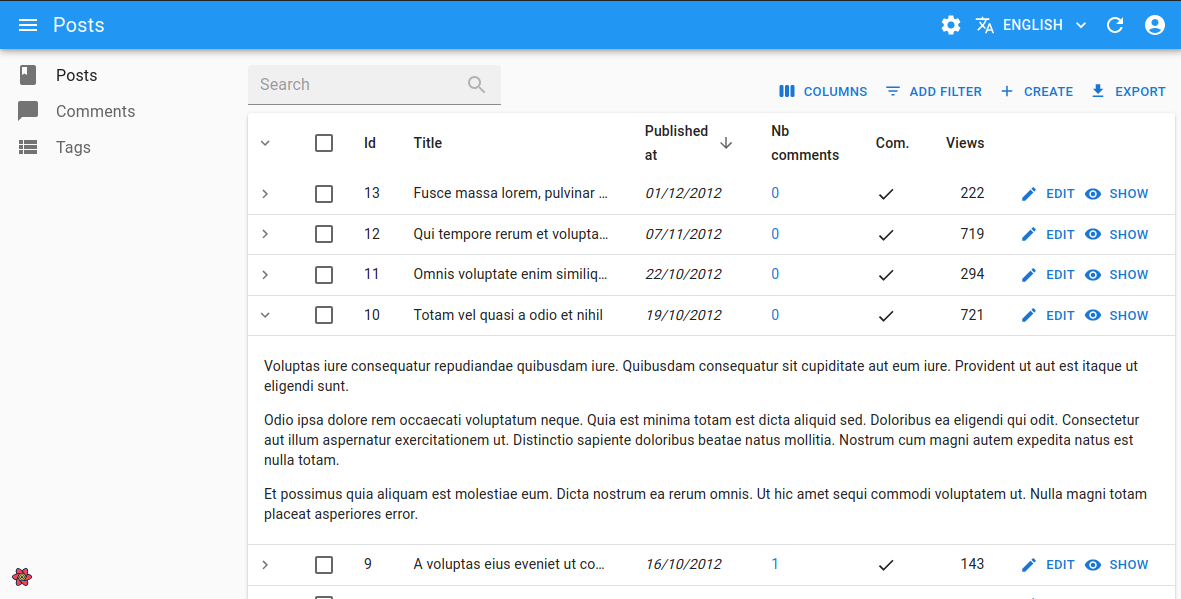 Posts
ENGLISH
Posts
Comments
Tags
Search
COLUMNS ADD FILTER CREATE EXPORT
Id Title Published at Nb comments Com. Views
13 Fusce massa lorem, pulvinar ... 01/12/2012 0 222 EDIT SHOW
12 Qui tempore rerum et volupta... 07/11/2012 0 719 EDIT SHOW
11 Omnis voluptate enim similiq... 22/10/2012 0 294 EDIT SHOW
10 Totam vel quasi a odio et nihil 19/10/2012 0 721 EDIT SHOW
Voluptas iure consequatur repudiandae quibusdam iure. Quibusdam consequatur sit cupiditate aut eum iure. Provident ut aut est itaque ut
eligendi sunt.
Odio ipsa dolore rem occaecati voluptatum neque. Quia est minima totam est dicta aliquid sed. Doloribus ea eligendi qui odit. Consectetur
aut illum aspernatur exercitationem ut. Distinctio sapiente doloribus beatae natus mollitia. Nostrum cum magni autem expedita natus est
nulla totam.
Et possimus quia aliquam est molestiae eum. Dicta nostrum ea rerum omnis. Ut hic amet sequi commodi voluptatem ut. Nulla magni totam
placeat asperiores error.
9 A voluptas eius eveniet ut co... 16/10/2012 1 143 EDIT SHOW